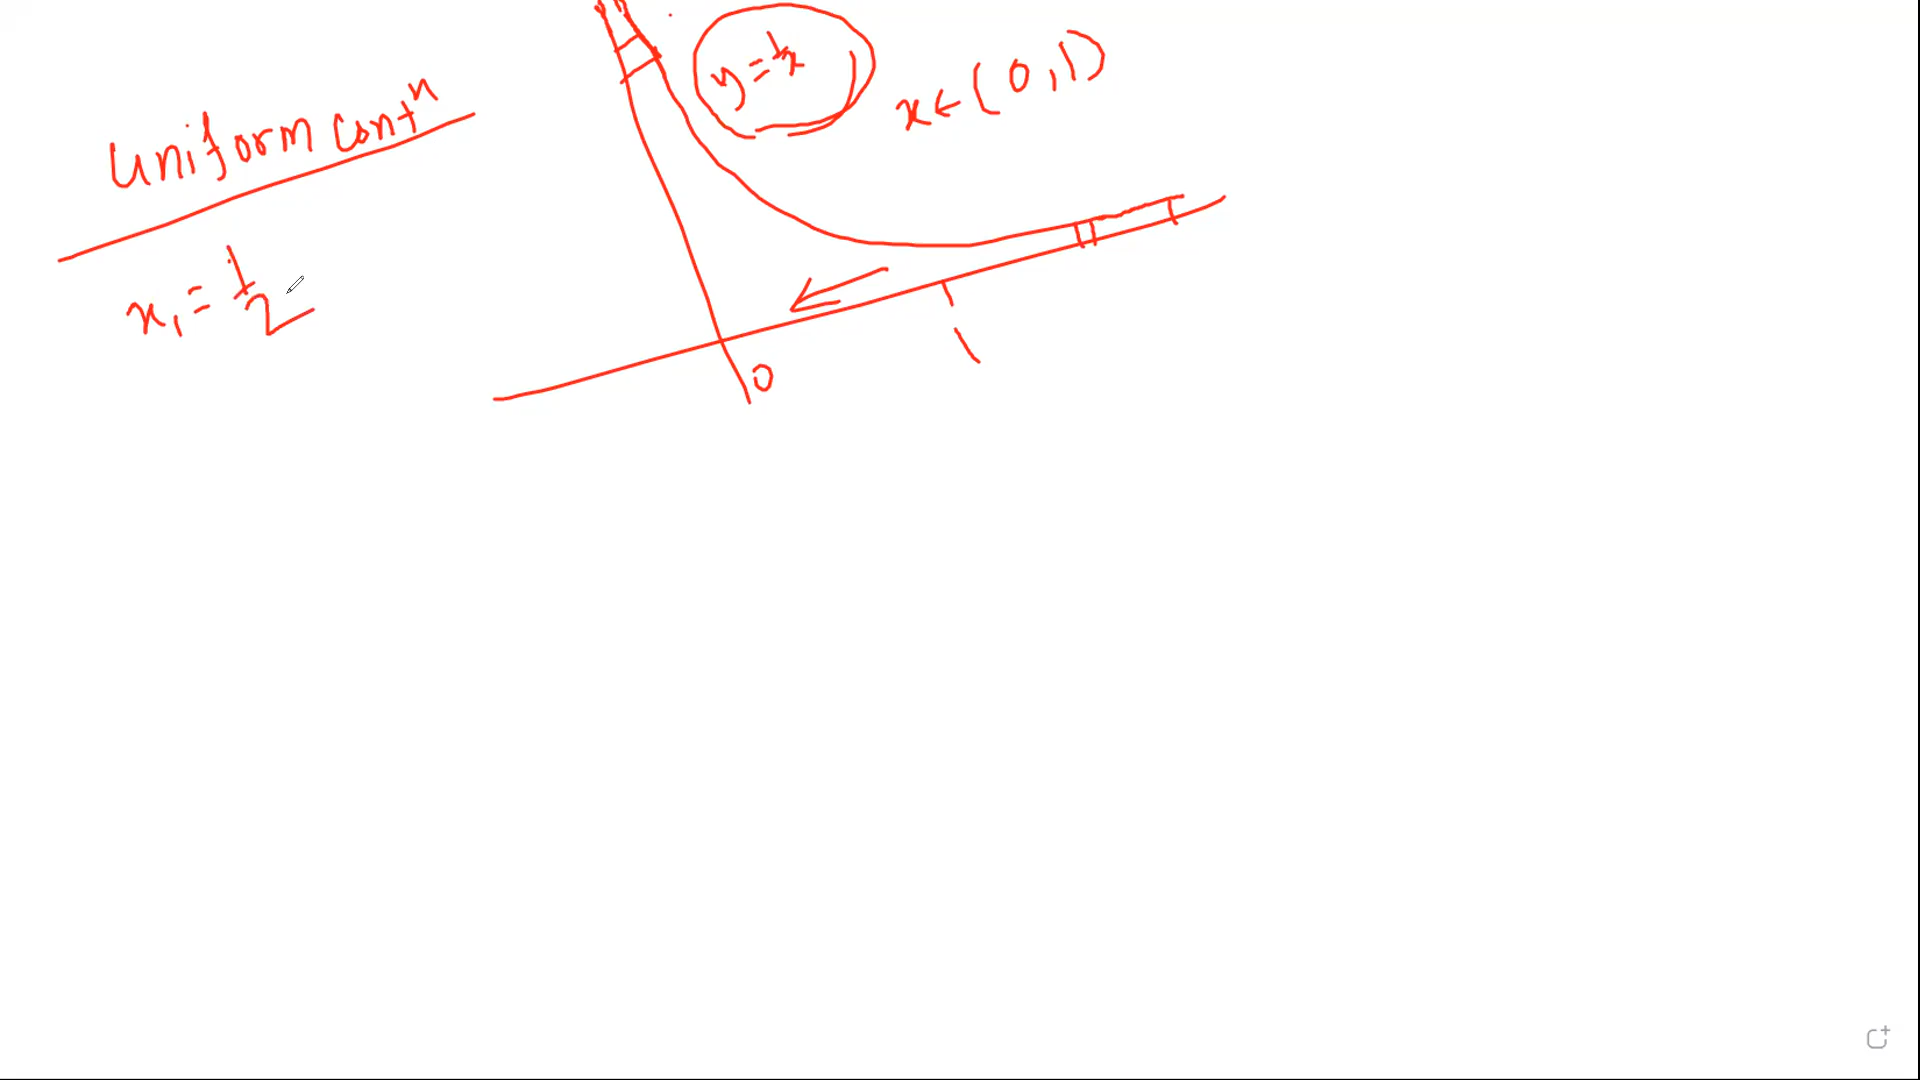 Uniform contⁿ
y = 1/x
x ∈ (0,1)
x₁ = 1/2
0
1